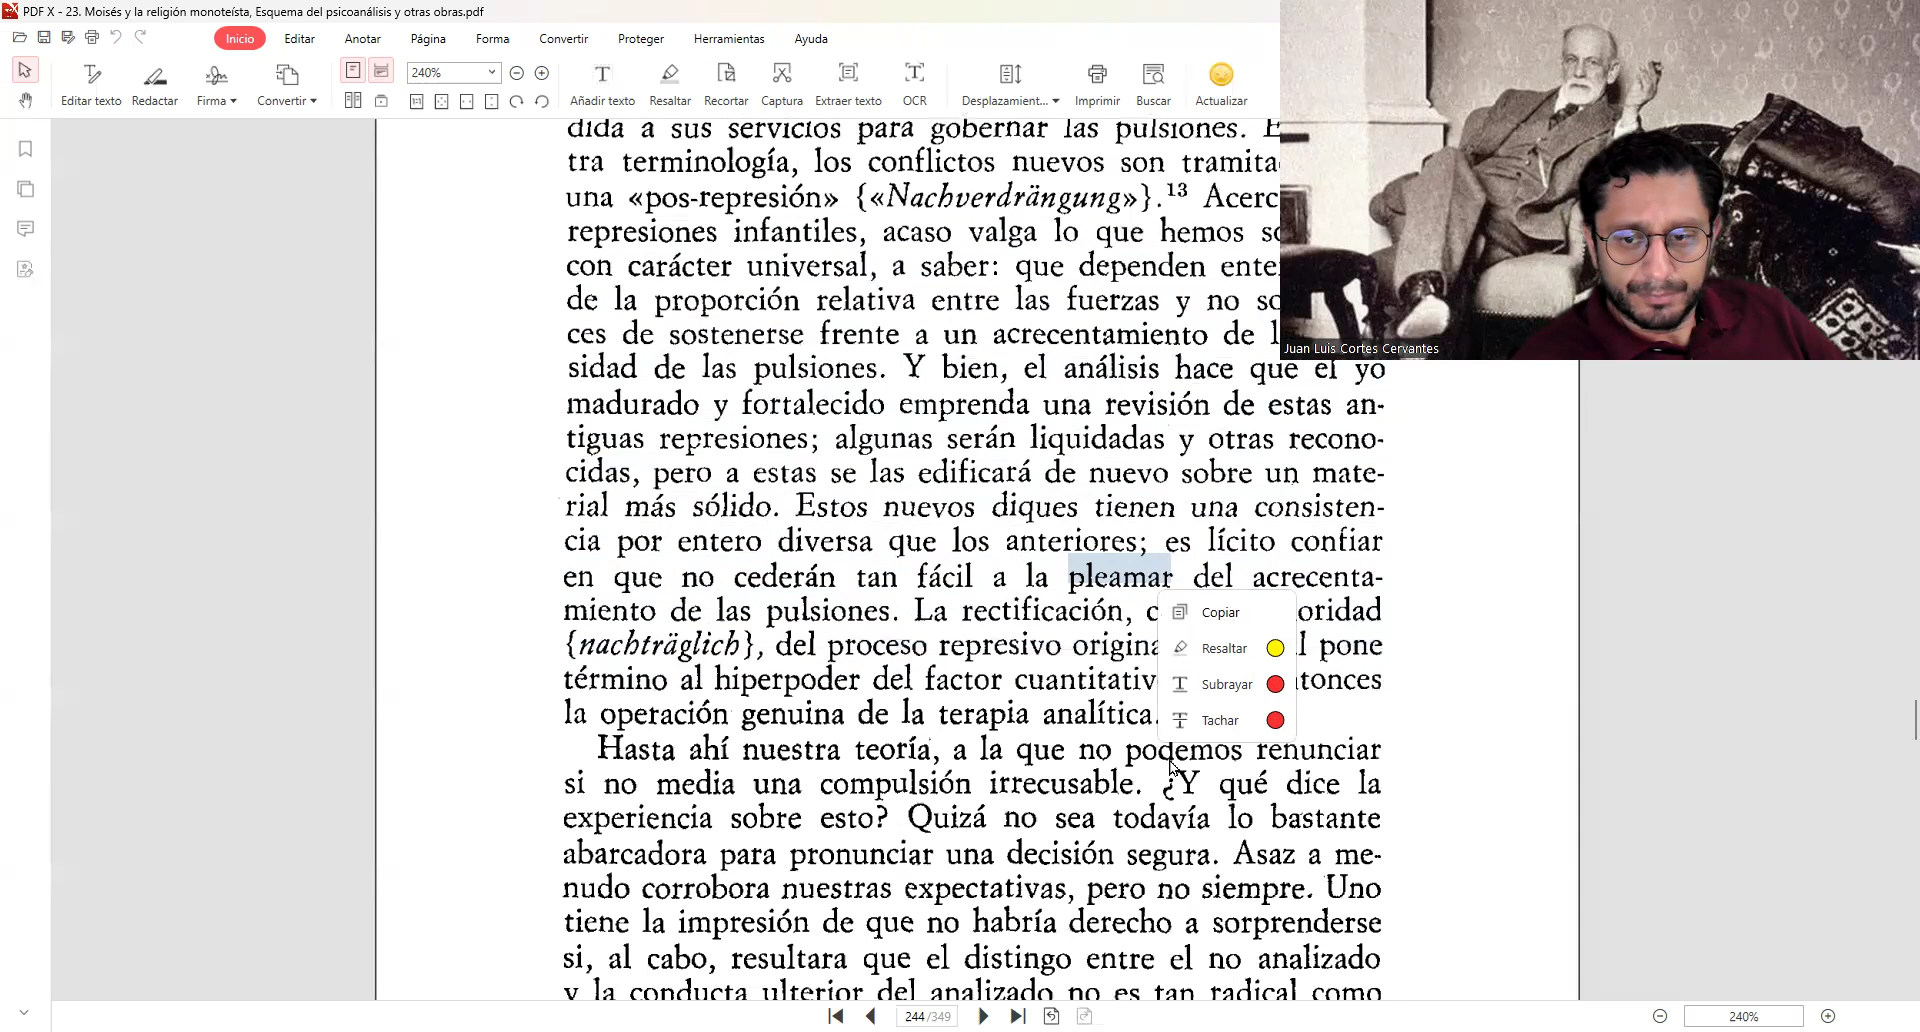 PDF X - 23. Moisés y la religión monoteísta, Esquema del psicoanálisis y otras obras.pdf
Inicio Editar Anotar Página Forma Convertir Proteger Herramientas Ayuda
240%
Editar texto Redactar Firma Convertir Añadir texto Resaltar Recortar Captura Extraer texto OCR Desplazamient... Imprimir Buscar Actualizar
dida a sus servicios para gobernar las pulsiones. E
tra terminología, los conflictos nuevos son tramita
una «pos-represión» {«Nachverdrängung»}.¹³ Acerc
represiones infantiles, acaso valga lo que hemos so
con carácter universal, a saber: que dependen ente
de la proporción relativa entre las fuerzas y no so
ces de sostenerse frente a un acrecentamiento de l
Juan Luis Cortes Cervantes
sidad de las pulsiones. Y bien, el análisis hace que el yo
madurado y fortalecido emprenda una revisión de estas an-
tiguas represiones; algunas serán liquidadas y otras recono-
cidas, pero a estas se las edificará de nuevo sobre un mate-
rial más sólido. Estos nuevos diques tienen una consisten-
cia por entero diversa que los anteriores; es lícito confiar
en que no cederán tan fácil a la pleamar del acrecenta-
miento de las pulsiones. La rectificación, c oridad
{nachträglich}, del proceso represivo origina l pone
término al hiperpoder del factor cuantitativ tonces
la operación genuina de la terapia analítica.
Copiar
Resaltar
Subrayar
Tachar
Hasta ahí nuestra teoría, a la que no podemos renunciar
si no media una compulsión irrecusable. ¿Y qué dice la
experiencia sobre esto? Quizá no sea todavía lo bastante
abarcadora para pronunciar una decisión segura. Asaz a me-
nudo corrobora nuestras expectativas, pero no siempre. Uno
tiene la impresión de que no habría derecho a sorprenderse
si, al cabo, resultara que el distingo entre el no analizado
y la conducta ulterior del analizado no es tan radical como
244/349
240%